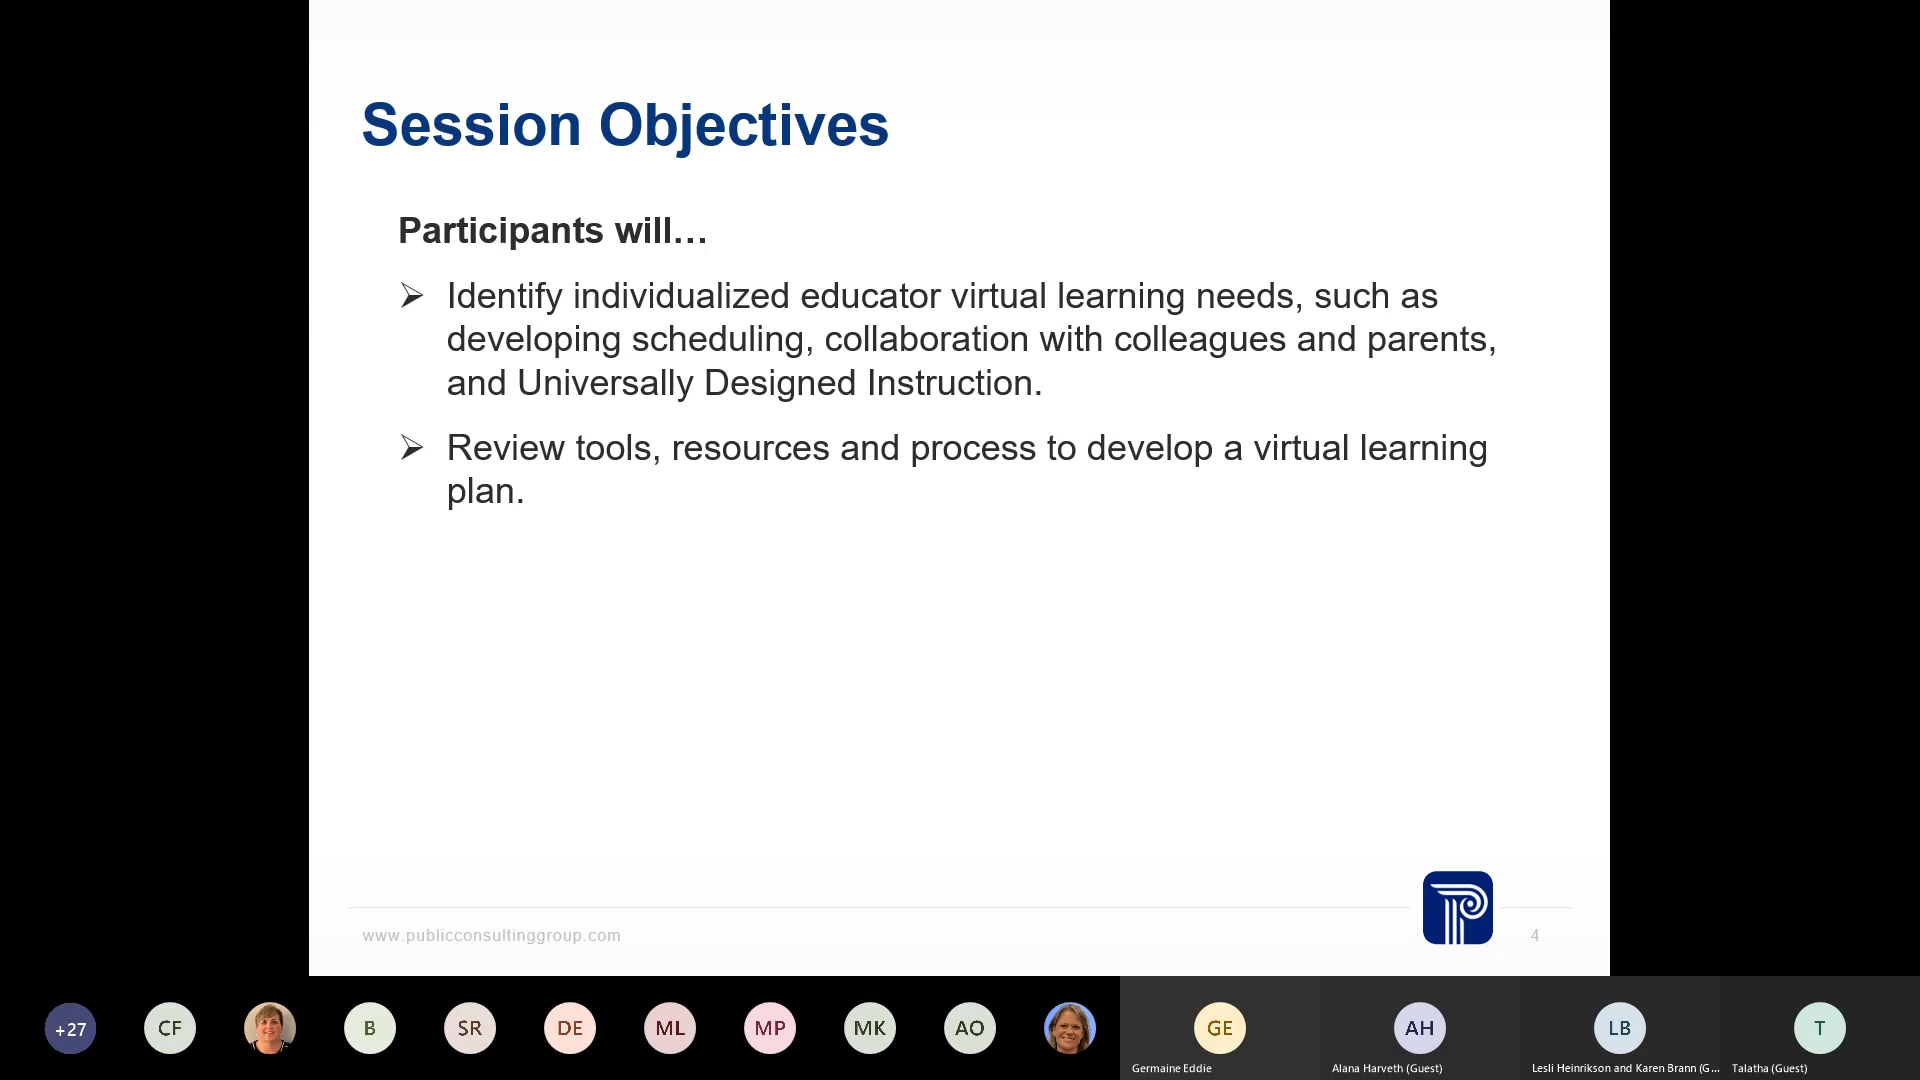 Session Objectives
Participants will…
➢ Identify individualized educator virtual learning needs, such as
developing scheduling, collaboration with colleagues and parents,
and Universally Designed Instruction.
➢ Review tools, resources and process to develop a virtual learning
plan.
www.publicconsultinggroup.com
4
+27
CF
B
SR
DE
ML
MP
MK
AO
GE
AH
LB
T
Germaine Eddie
Alana Harveth (Guest)
Lesli Heinrikson and Karen Brann (G...
Talatha (Guest)